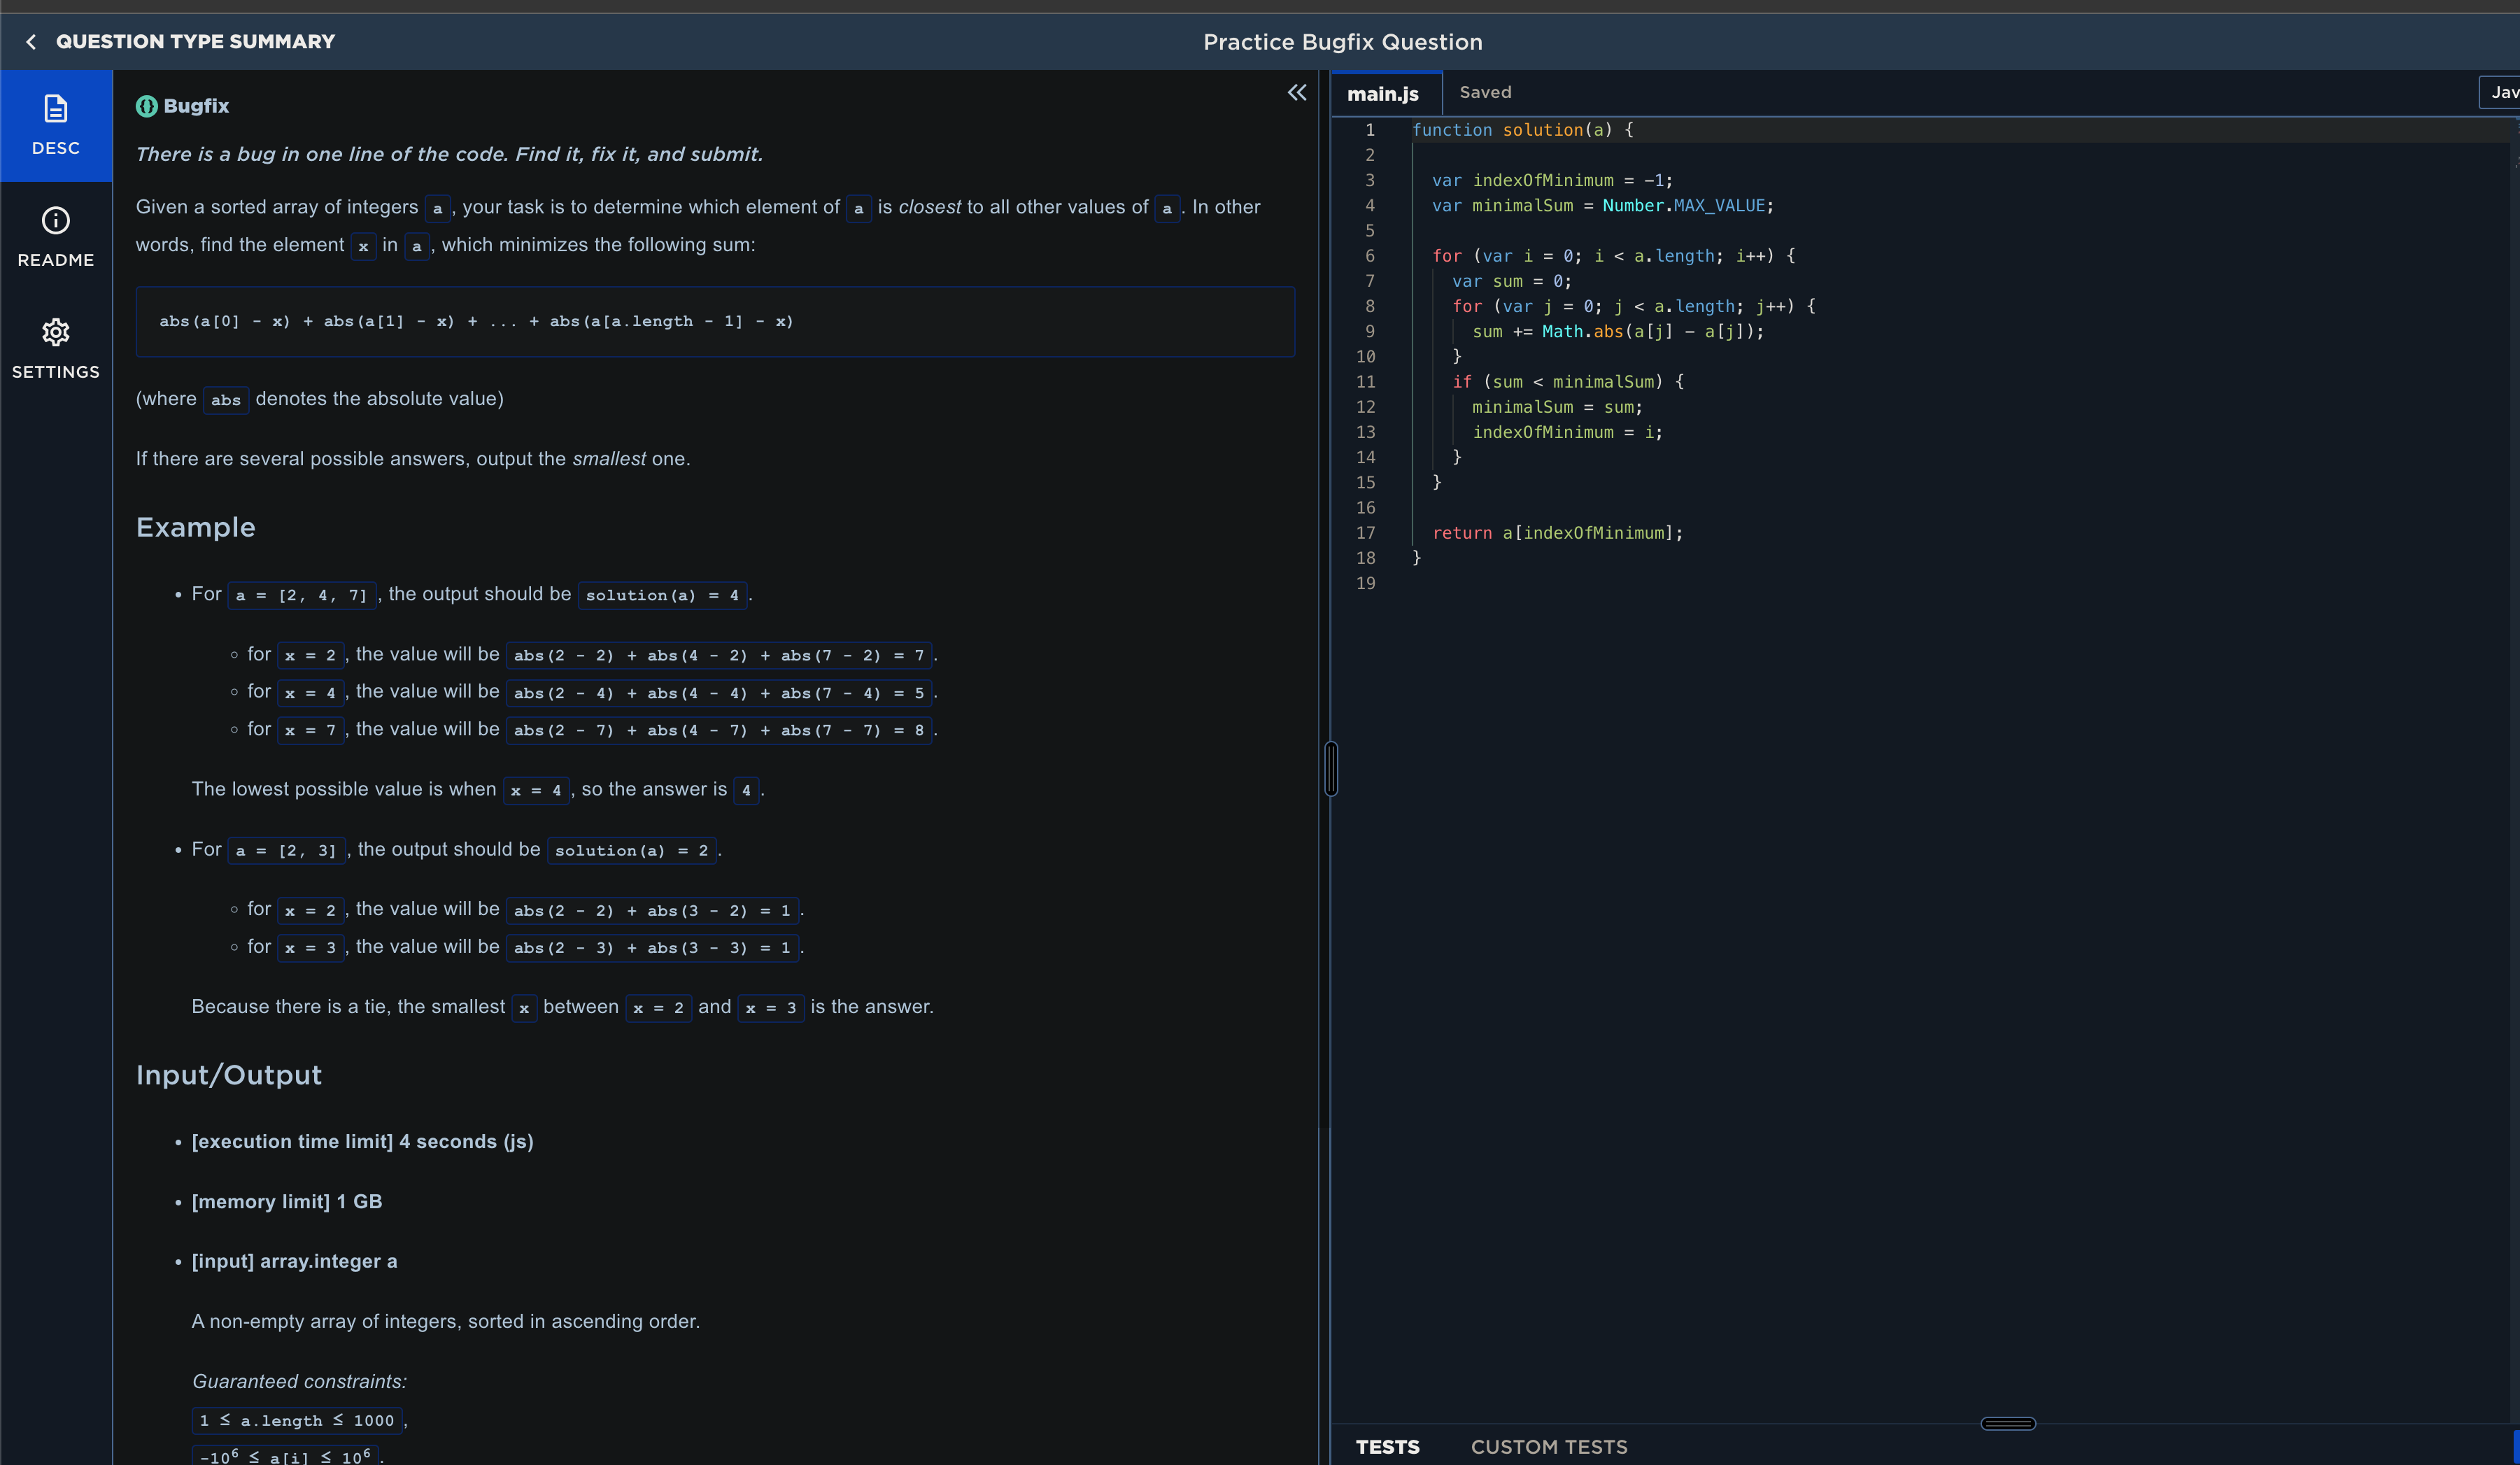 QUESTION TYPE SUMMARY
Practice Bugfix Question
DESC
README
SETTINGS
Bugfix
There is a bug in one line of the code. Find it, fix it, and submit.
Given a sorted array of integers a, your task is to determine which element of a is closest to all other values of a. In other
words, find the element x in a, which minimizes the following sum:
abs(a[0] - x) + abs(a[1] - x) + ... + abs(a[a.length - 1] - x)
(where abs denotes the absolute value)
If there are several possible answers, output the smallest one.
Example
• For a = [2, 4, 7], the output should be solution(a) = 4.
◦ for x = 2, the value will be abs(2 - 2) + abs(4 - 2) + abs(7 - 2) = 7.
◦ for x = 4, the value will be abs(2 - 4) + abs(4 - 4) + abs(7 - 4) = 5.
◦ for x = 7, the value will be abs(2 - 7) + abs(4 - 7) + abs(7 - 7) = 8.
The lowest possible value is when x = 4, so the answer is 4.
• For a = [2, 3], the output should be solution(a) = 2.
◦ for x = 2, the value will be abs(2 - 2) + abs(3 - 2) = 1.
◦ for x = 3, the value will be abs(2 - 3) + abs(3 - 3) = 1.
Because there is a tie, the smallest x between x = 2 and x = 3 is the answer.
Input/Output
• [execution time limit] 4 seconds (js)
• [memory limit] 1 GB
• [input] array.integer a
A non-empty array of integers, sorted in ascending order.
Guaranteed constraints:
1 ≤ a.length ≤ 1000,
-10⁶ ≤ a[i] ≤ 10⁶.
main.js
Saved
Jav
1 function solution(a) {
2
3 var indexOfMinimum = -1;
4 var minimalSum = Number.MAX_VALUE;
5
6 for (var i = 0; i < a.length; i++) {
7 var sum = 0;
8 for (var j = 0; j < a.length; j++) {
9 sum += Math.abs(a[j] - a[j]);
10 }
11 if (sum < minimalSum) {
12 minimalSum = sum;
13 indexOfMinimum = i;
14 }
15 }
16
17 return a[indexOfMinimum];
18 }
19
TESTS
CUSTOM TESTS